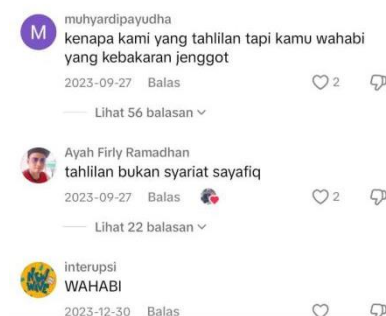 muhyardipayudha
kenapa kami yang tahlilan tapi kamu wahabi
yang kebakaran jenggot
2023-09-27 Balas 2
Lihat 56 balasan
Ayah Firly Ramadhan
tahlilan bukan syariat sayafiq
2023-09-27 Balas 2
Lihat 22 balasan
interupsi
WAHABI
2023-12-30 Balas
M
NEW
WAVE